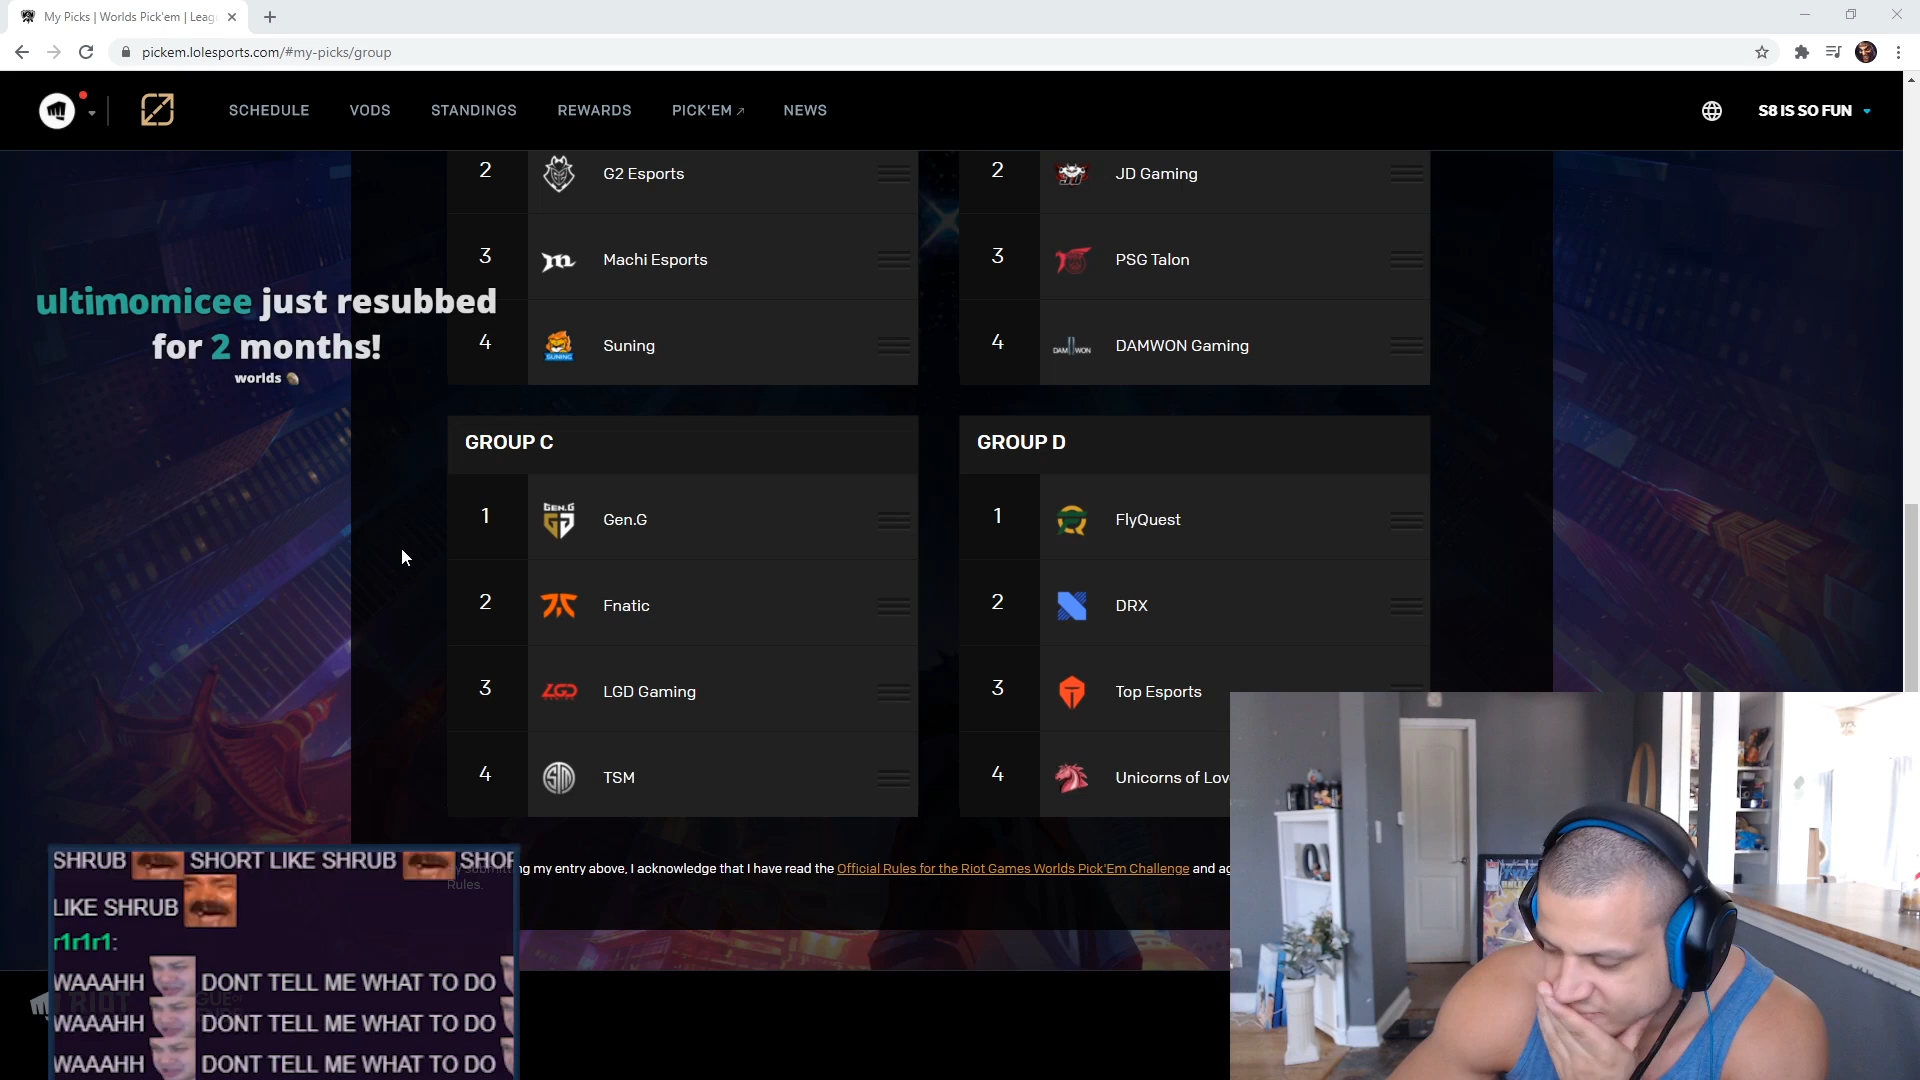 My Picks | Worlds Pick'em | Leag
pickem.lolesports.com/#my-picks/group
SCHEDULE VODS STANDINGS REWARDS PICK'EM NEWS S8 IS SO FUN
2 G2 Esports
3 Machi Esports
4 Suning
2 JD Gaming
3 PSG Talon
4 DAMWON Gaming
ultimomicee just resubbed
for 2 months!
worlds
GROUP C
1 Gen.G
2 Fnatic
3 LGD Gaming
4 TSM
GROUP D
1 FlyQuest
2 DRX
3 Top Esports
4 Unicorns of Lov
ng my entry above, I acknowledge that I have read the Official Rules for the Riot Games Worlds Pick'Em Challenge and ag
Rules.
SHRUB SHORT LIKE SHRUB SHOR
LIKE SHRUB
r1r1r1:
WAAAHH DONT TELL ME WHAT TO DO
WAAAHH DONT TELL ME WHAT TO DO
WAAAHH DONT TELL ME WHAT TO DO